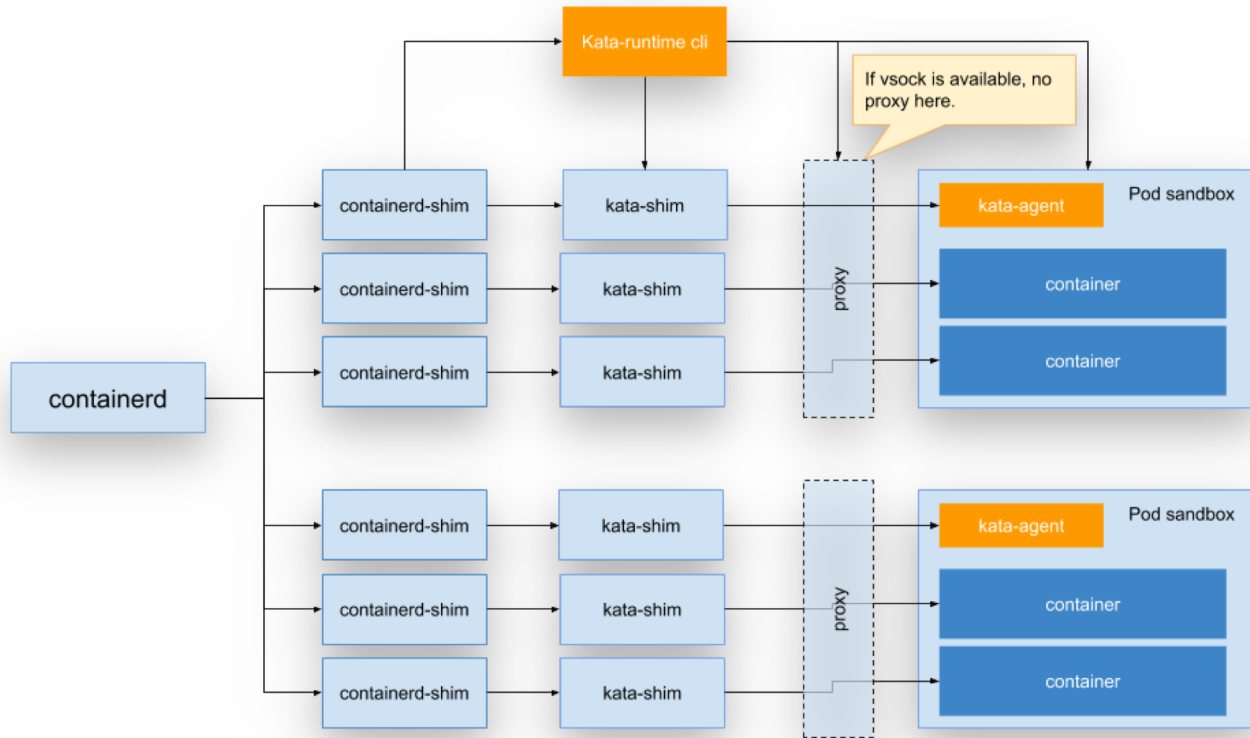 Kata-runtime cli
If vsock is available, no
proxy here.
containerd-shim
kata-shim
kata-agent
Pod sandbox
containerd-shim
kata-shim
proxy
container
containerd-shim
kata-shim
container
containerd
containerd-shim
kata-shim
kata-agent
Pod sandbox
containerd-shim
kata-shim
proxy
container
containerd-shim
kata-shim
container